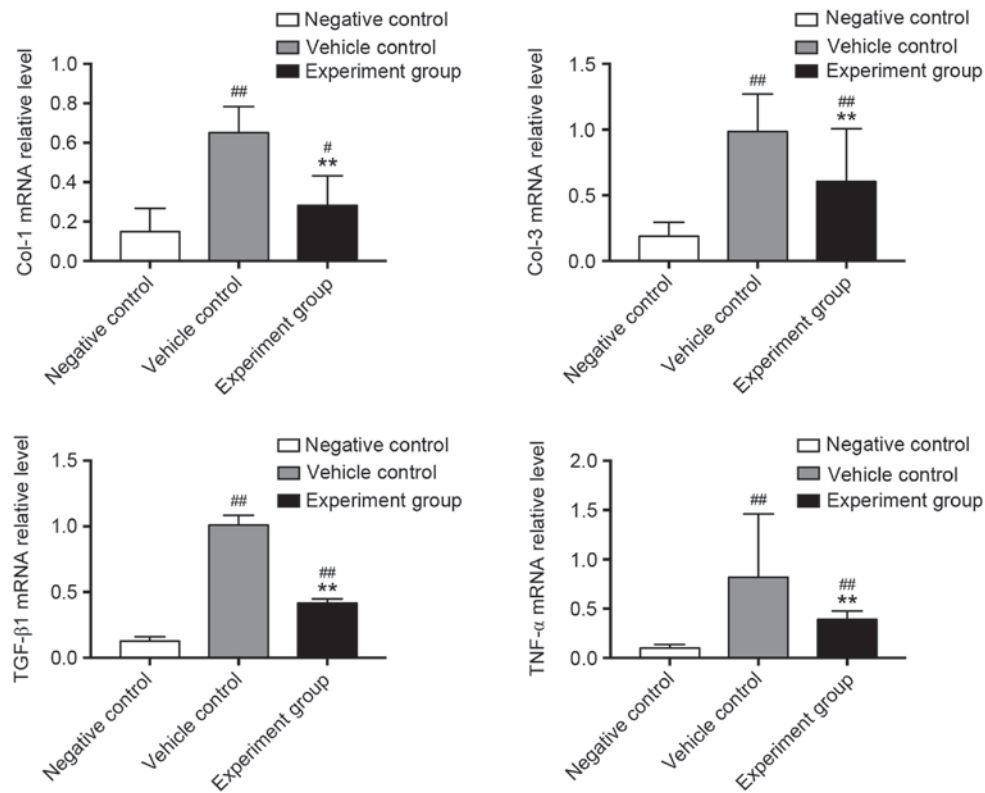 Negative control
Vehicle control
Experiment group
Col-1 mRNA relative level
1.0
0.8
0.6
0.4
0.2
0.0
##
#
**
Negative control
Vehicle control
Experiment group
Negative control
Vehicle control
Experiment group
Col-3 mRNA relative level
1.5
1.0
0.5
0.0
##
##
**
Negative control
Vehicle control
Experiment group
Negative control
Vehicle control
Experiment group
TGF-β1 mRNA relative level
1.5
1.0
0.5
0.0
##
##
**
Negative control
Vehicle control
Experiment group
Negative control
Vehicle control
Experiment group
TNF-α mRNA relative level
2.0
1.5
1.0
0.5
0.0
##
##
**
Negative control
Vehicle control
Experiment group